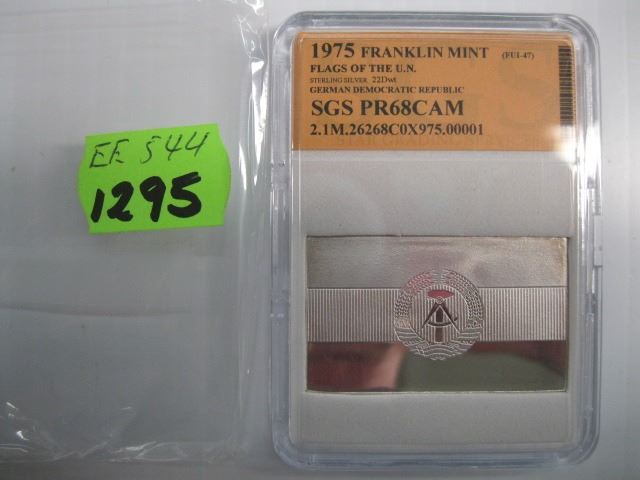 EE 544
1295
1975 FRANKLIN MINT (FUI-47)
FLAGS OF THE U.N.
STERLING SILVER 22Dwt
GERMAN DEMOCRATIC REPUBLIC
SGS PR68CAM
2.1M.26268C0X975.00001